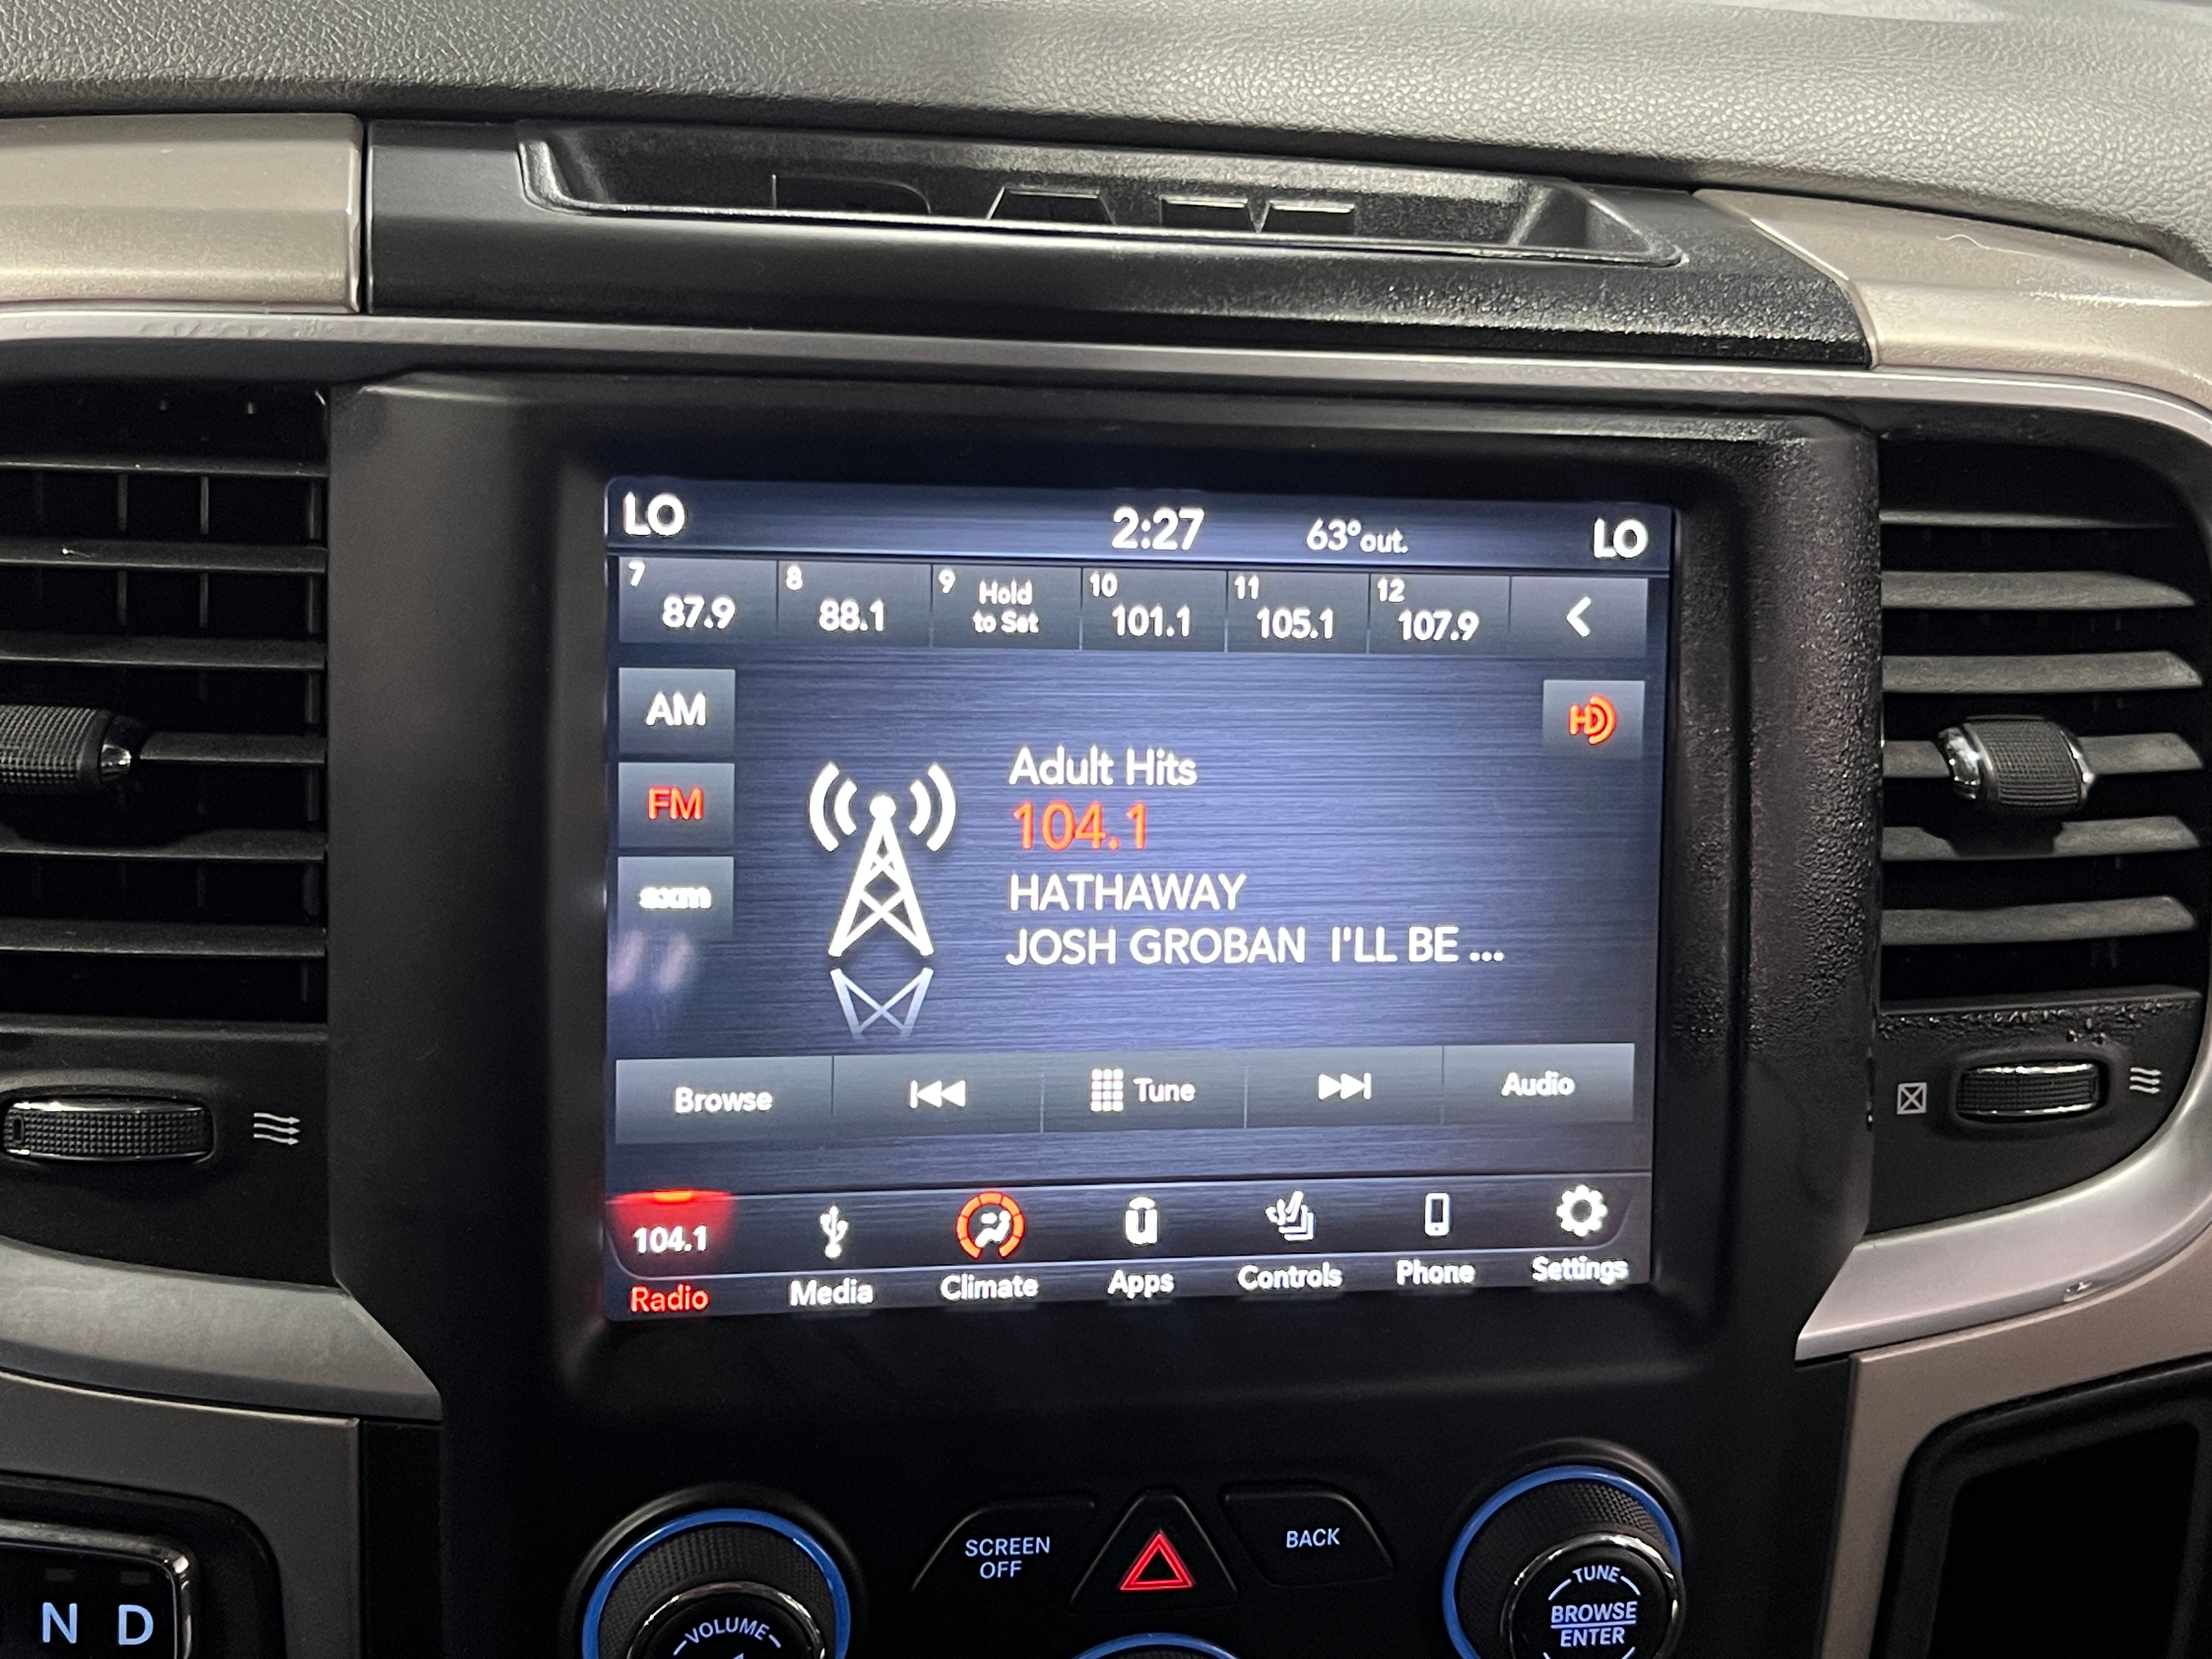 RAM
LO 2:27 63°out. LO
7 87.9 8 88.1 9 Hold to Set 10 101.1 11 105.1 12 107.9
AM
HD
Adult Hits
FM
104.1
sxm
HATHAWAY
JOSH GROBAN I'LL BE ...
Browse Tune Audio
104.1
Radio Media Climate Apps Controls Phone Settings
SCREEN
OFF
BACK
N D
VOLUME
TUNE
BROWSE
ENTER